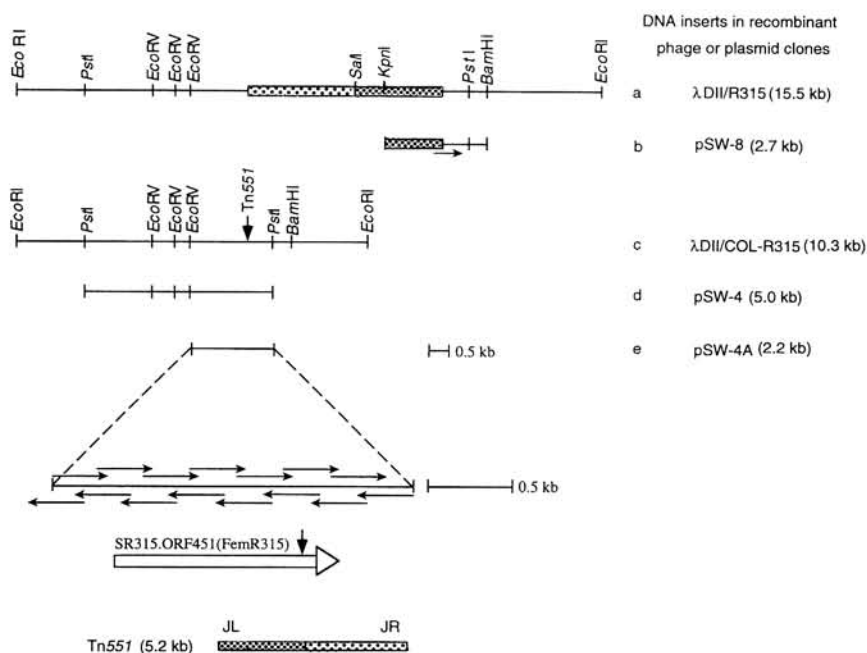 DNA inserts in recombinant
phage or plasmid clones
EcoRI PstI EcoRV EcoRV EcoRV SalI KpnI PstI BamHI EcoRI
a λDII/R315 (15.5 kb)
b pSW-8 (2.7 kb)
EcoRI PstI EcoRV EcoRV EcoRV Tn551 PstI BamHI EcoRI
c λDII/COL-R315 (10.3 kb)
d pSW-4 (5.0 kb)
0.5 kb e pSW-4A (2.2 kb)
0.5 kb
SR315.ORF451(FemR315)
JL JR
Tn551 (5.2 kb)